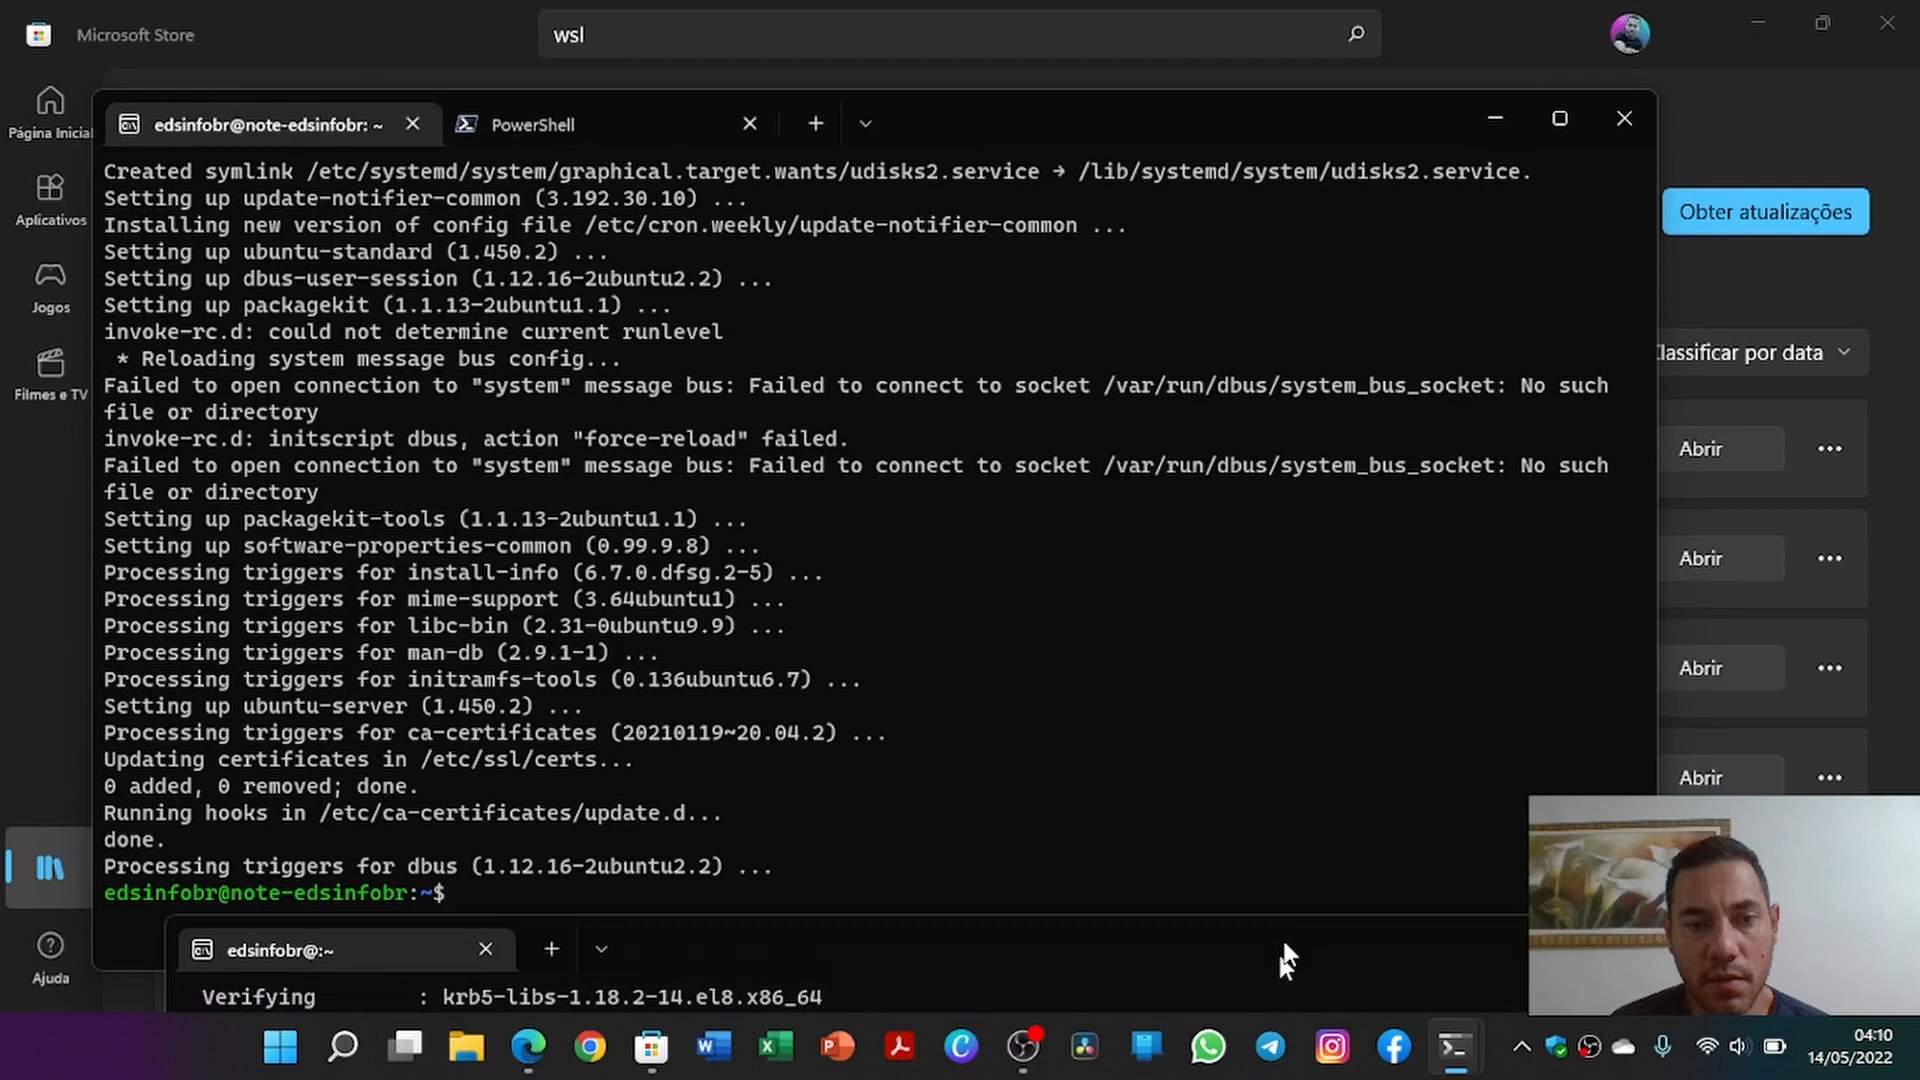 Microsoft Store
wsl
Página Inicial
Aplicativos
Jogos
Filmes e TV
Ajuda
Obter atualizações
lassificar por data
Abrir
Abrir
Abrir
Abrir
edsinfobr@note-edsinfobr: ~
PowerShell
Created symlink /etc/systemd/system/graphical.target.wants/udisks2.service → /lib/systemd/system/udisks2.service.
Setting up update-notifier-common (3.192.30.10) ...
Installing new version of config file /etc/cron.weekly/update-notifier-common ...
Setting up ubuntu-standard (1.450.2) ...
Setting up dbus-user-session (1.12.16-2ubuntu2.2) ...
Setting up packagekit (1.1.13-2ubuntu1.1) ...
invoke-rc.d: could not determine current runlevel
* Reloading system message bus config...
Failed to open connection to "system" message bus: Failed to connect to socket /var/run/dbus/system_bus_socket: No such
file or directory
invoke-rc.d: initscript dbus, action "force-reload" failed.
Failed to open connection to "system" message bus: Failed to connect to socket /var/run/dbus/system_bus_socket: No such
file or directory
Setting up packagekit-tools (1.1.13-2ubuntu1.1) ...
Setting up software-properties-common (0.99.9.8) ...
Processing triggers for install-info (6.7.0.dfsg.2-5) ...
Processing triggers for mime-support (3.64ubuntu1) ...
Processing triggers for libc-bin (2.31-0ubuntu9.9) ...
Processing triggers for man-db (2.9.1-1) ...
Processing triggers for initramfs-tools (0.136ubuntu6.7) ...
Setting up ubuntu-server (1.450.2) ...
Processing triggers for ca-certificates (20210119~20.04.2) ...
Updating certificates in /etc/ssl/certs...
0 added, 0 removed; done.
Running hooks in /etc/ca-certificates/update.d...
done.
Processing triggers for dbus (1.12.16-2ubuntu2.2) ...
edsinfobr@note-edsinfobr:~$
edsinfobr@:~
Verifying : krb5-libs-1.18.2-14.el8.x86_64
04:10
14/05/2022